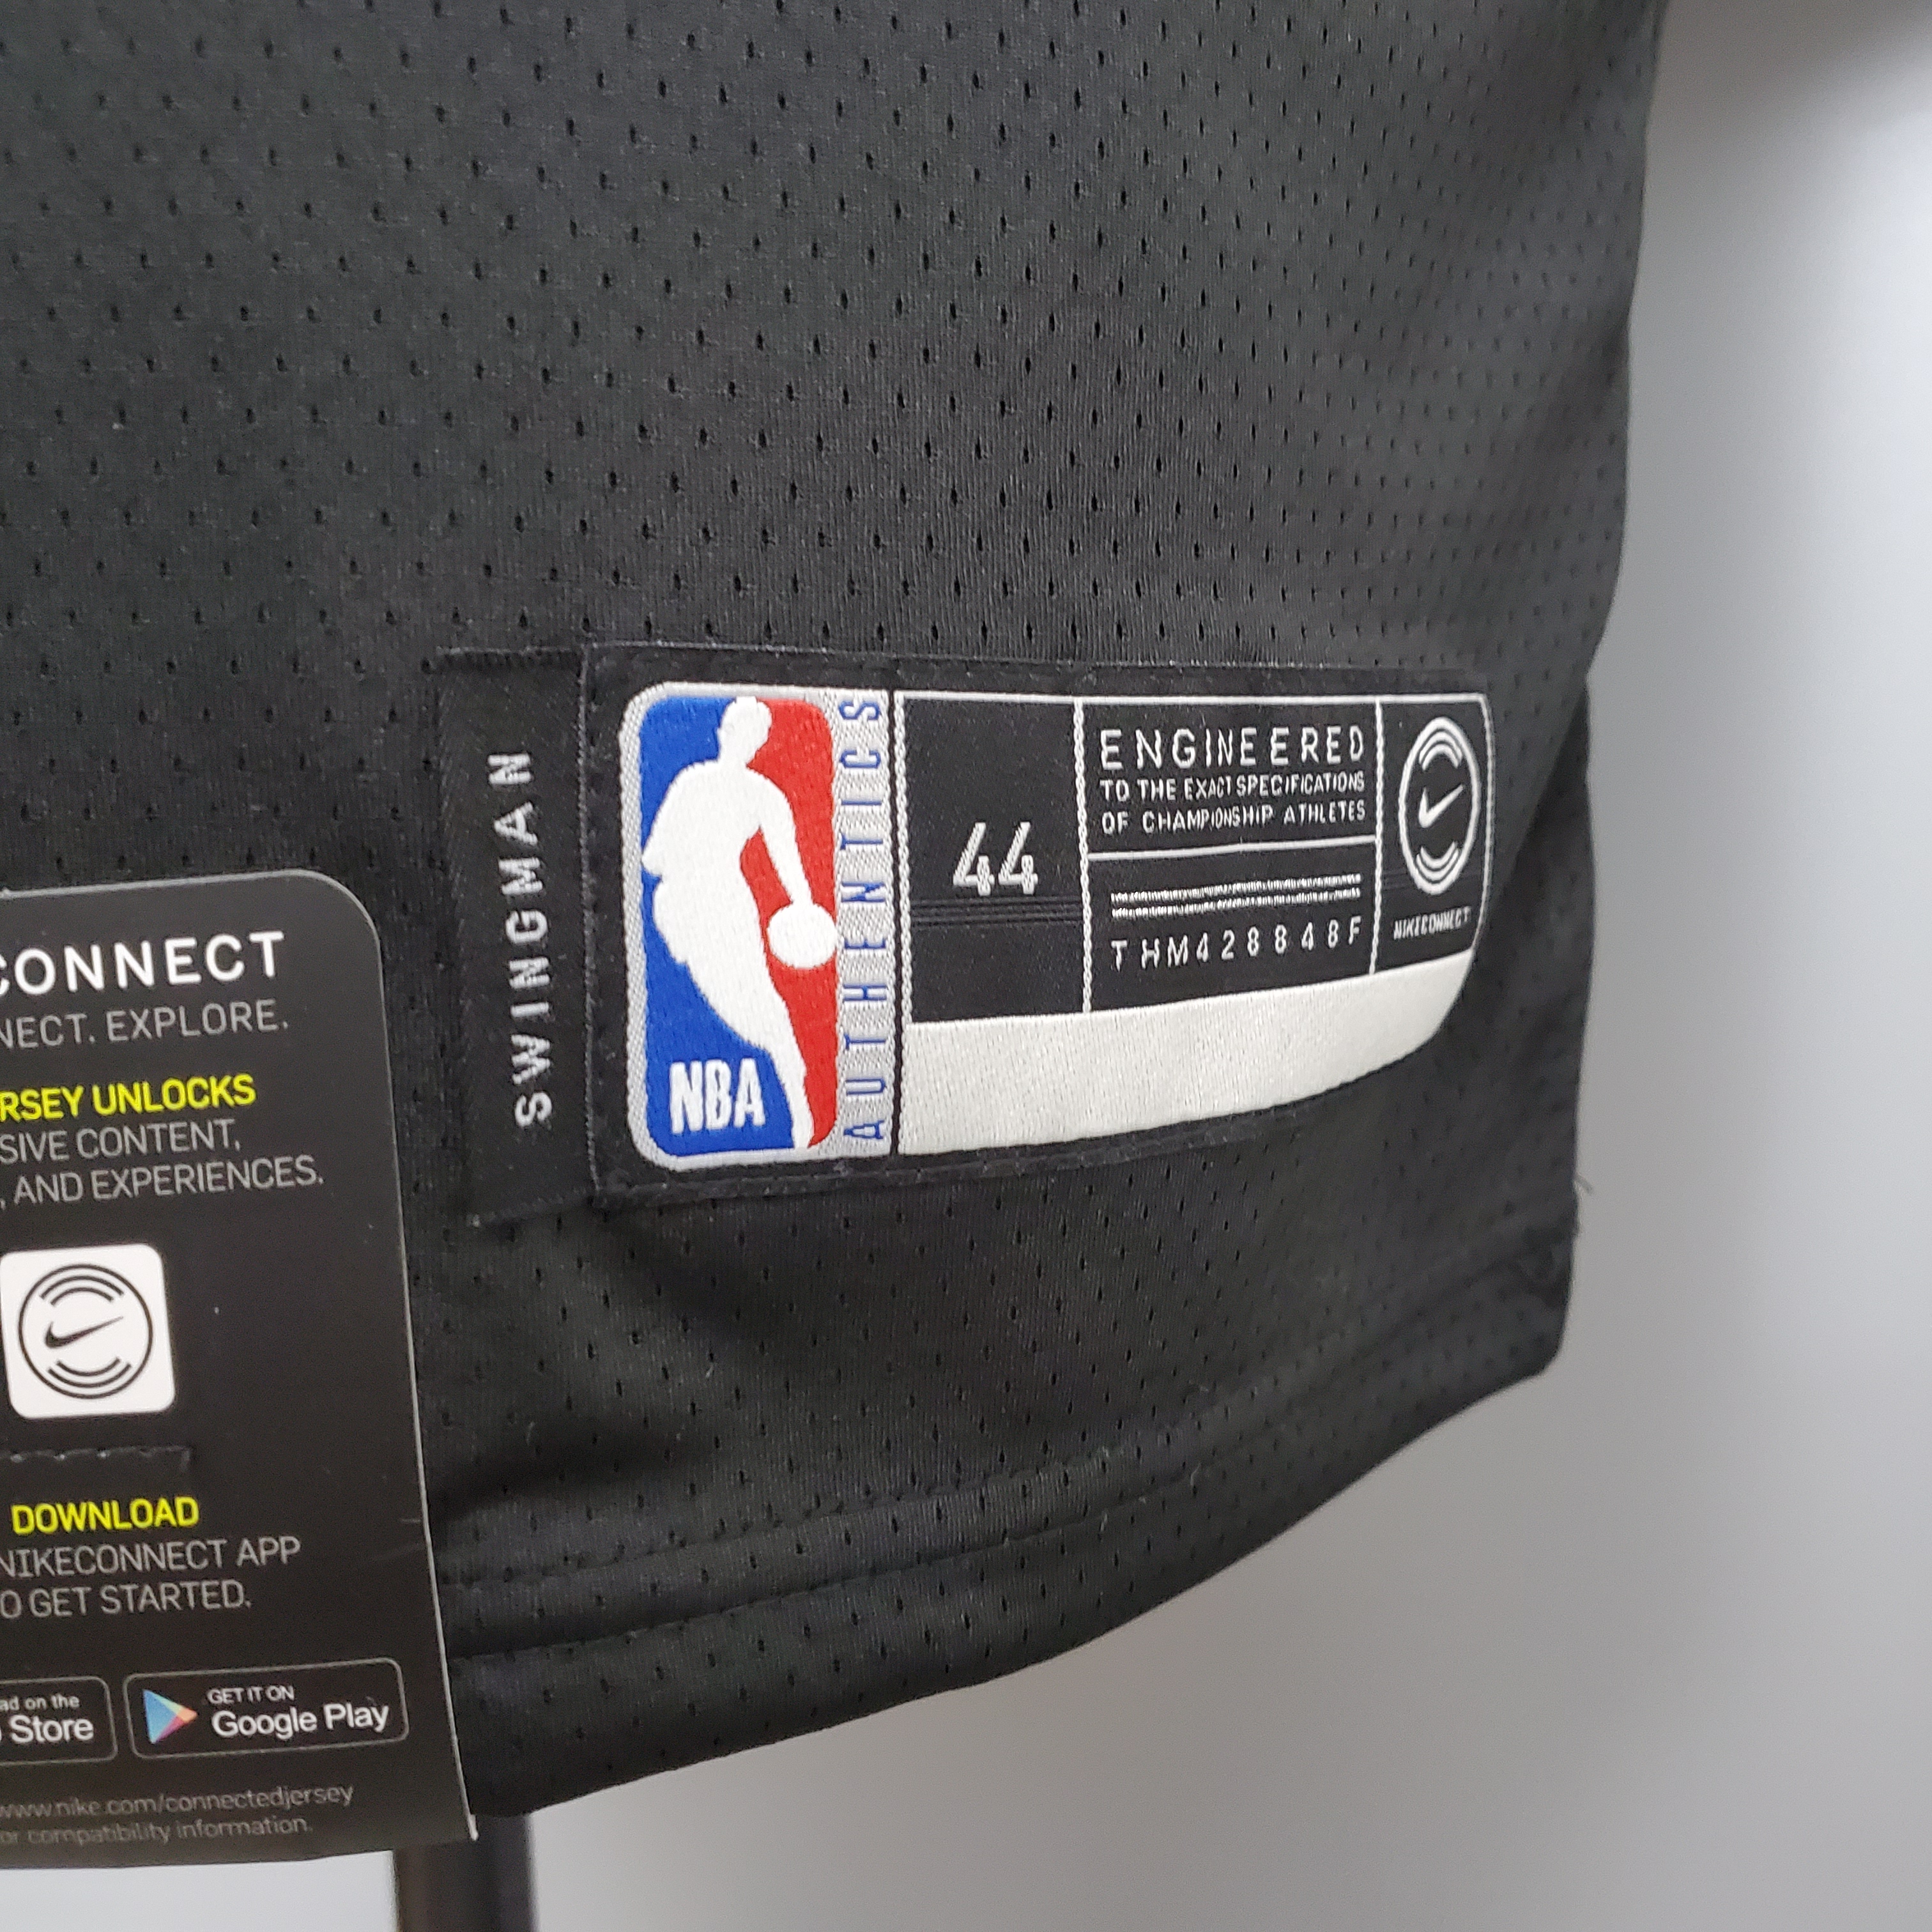 SWINGMAN
NBA
AUTHENTICS
44
ENGINEERED
TO THE EXACT SPECIFICATIONS
OF CHAMPIONSHIP ATHLETES
THM428848F
NIKECONNECT
CONNECT
NECT. EXPLORE.
RSEY UNLOCKS
SIVE CONTENT,
, AND EXPERIENCES.
DOWNLOAD
NIKECONNECT APP
O GET STARTED.
ad on the
Store
GET IT ON
Google Play
www.nike.com/connectedjersey
or compatibility information.